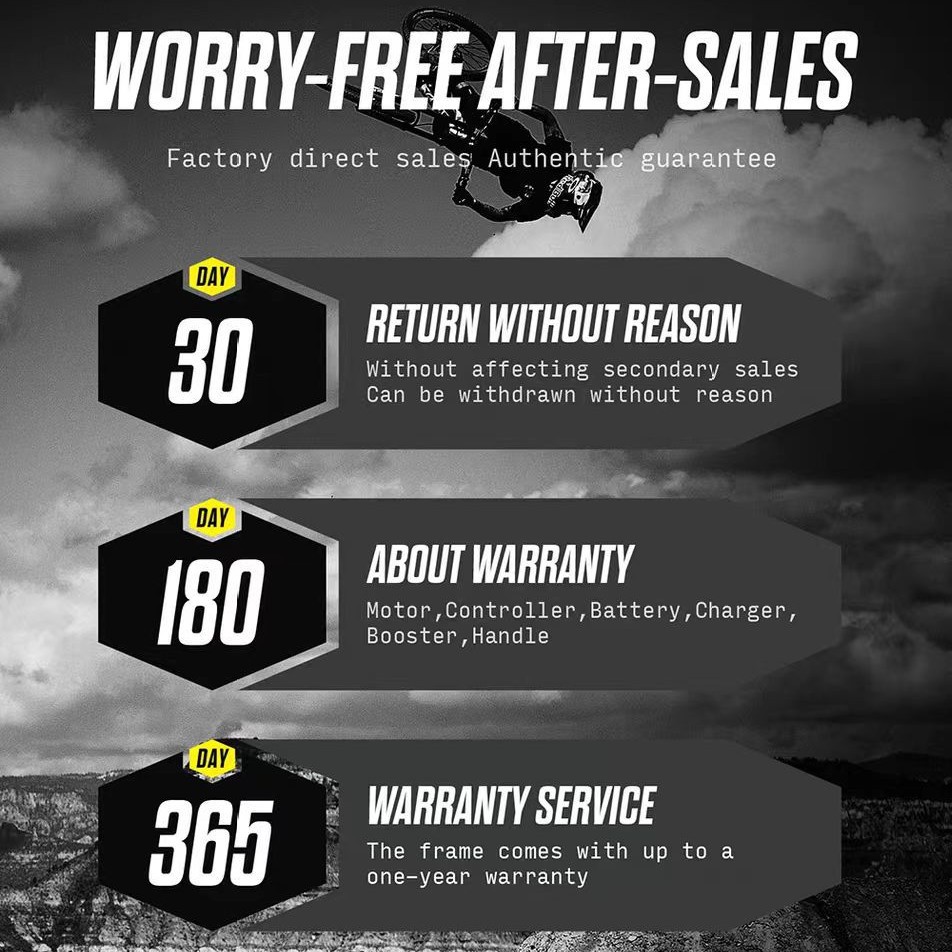 WORRY-FREE AFTER-SALES
Factory direct sales Authentic guarantee
DAY
30
RETURN WITHOUT REASON
Without affecting secondary sales
Can be withdrawn without reason
DAY
180
ABOUT WARRANTY
Motor,Controller,Battery,Charger,
Booster,Handle
DAY
365
WARRANTY SERVICE
The frame comes with up to a
one-year warranty